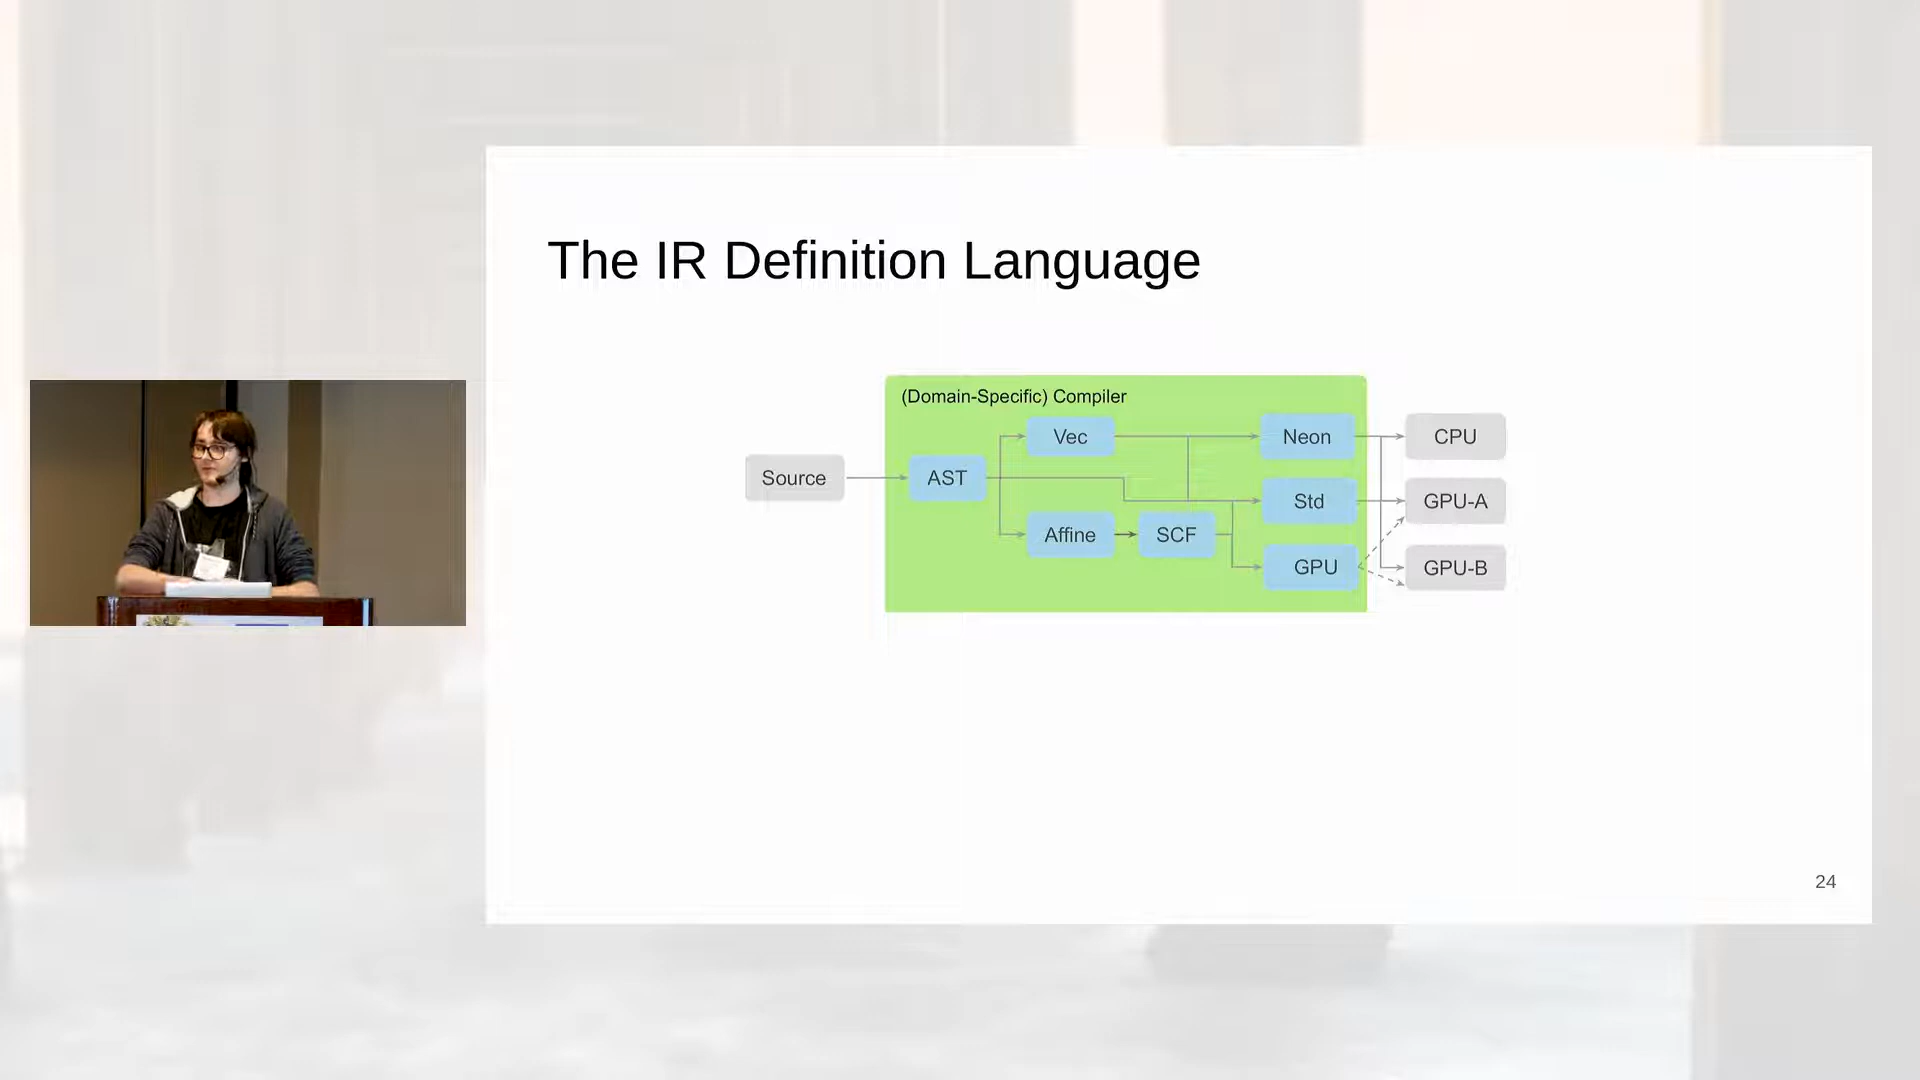 The IR Definition Language
(Domain-Specific) Compiler
Vec
Neon
CPU
Source
AST
Std
GPU-A
Affine
SCF
GPU
GPU-B
24